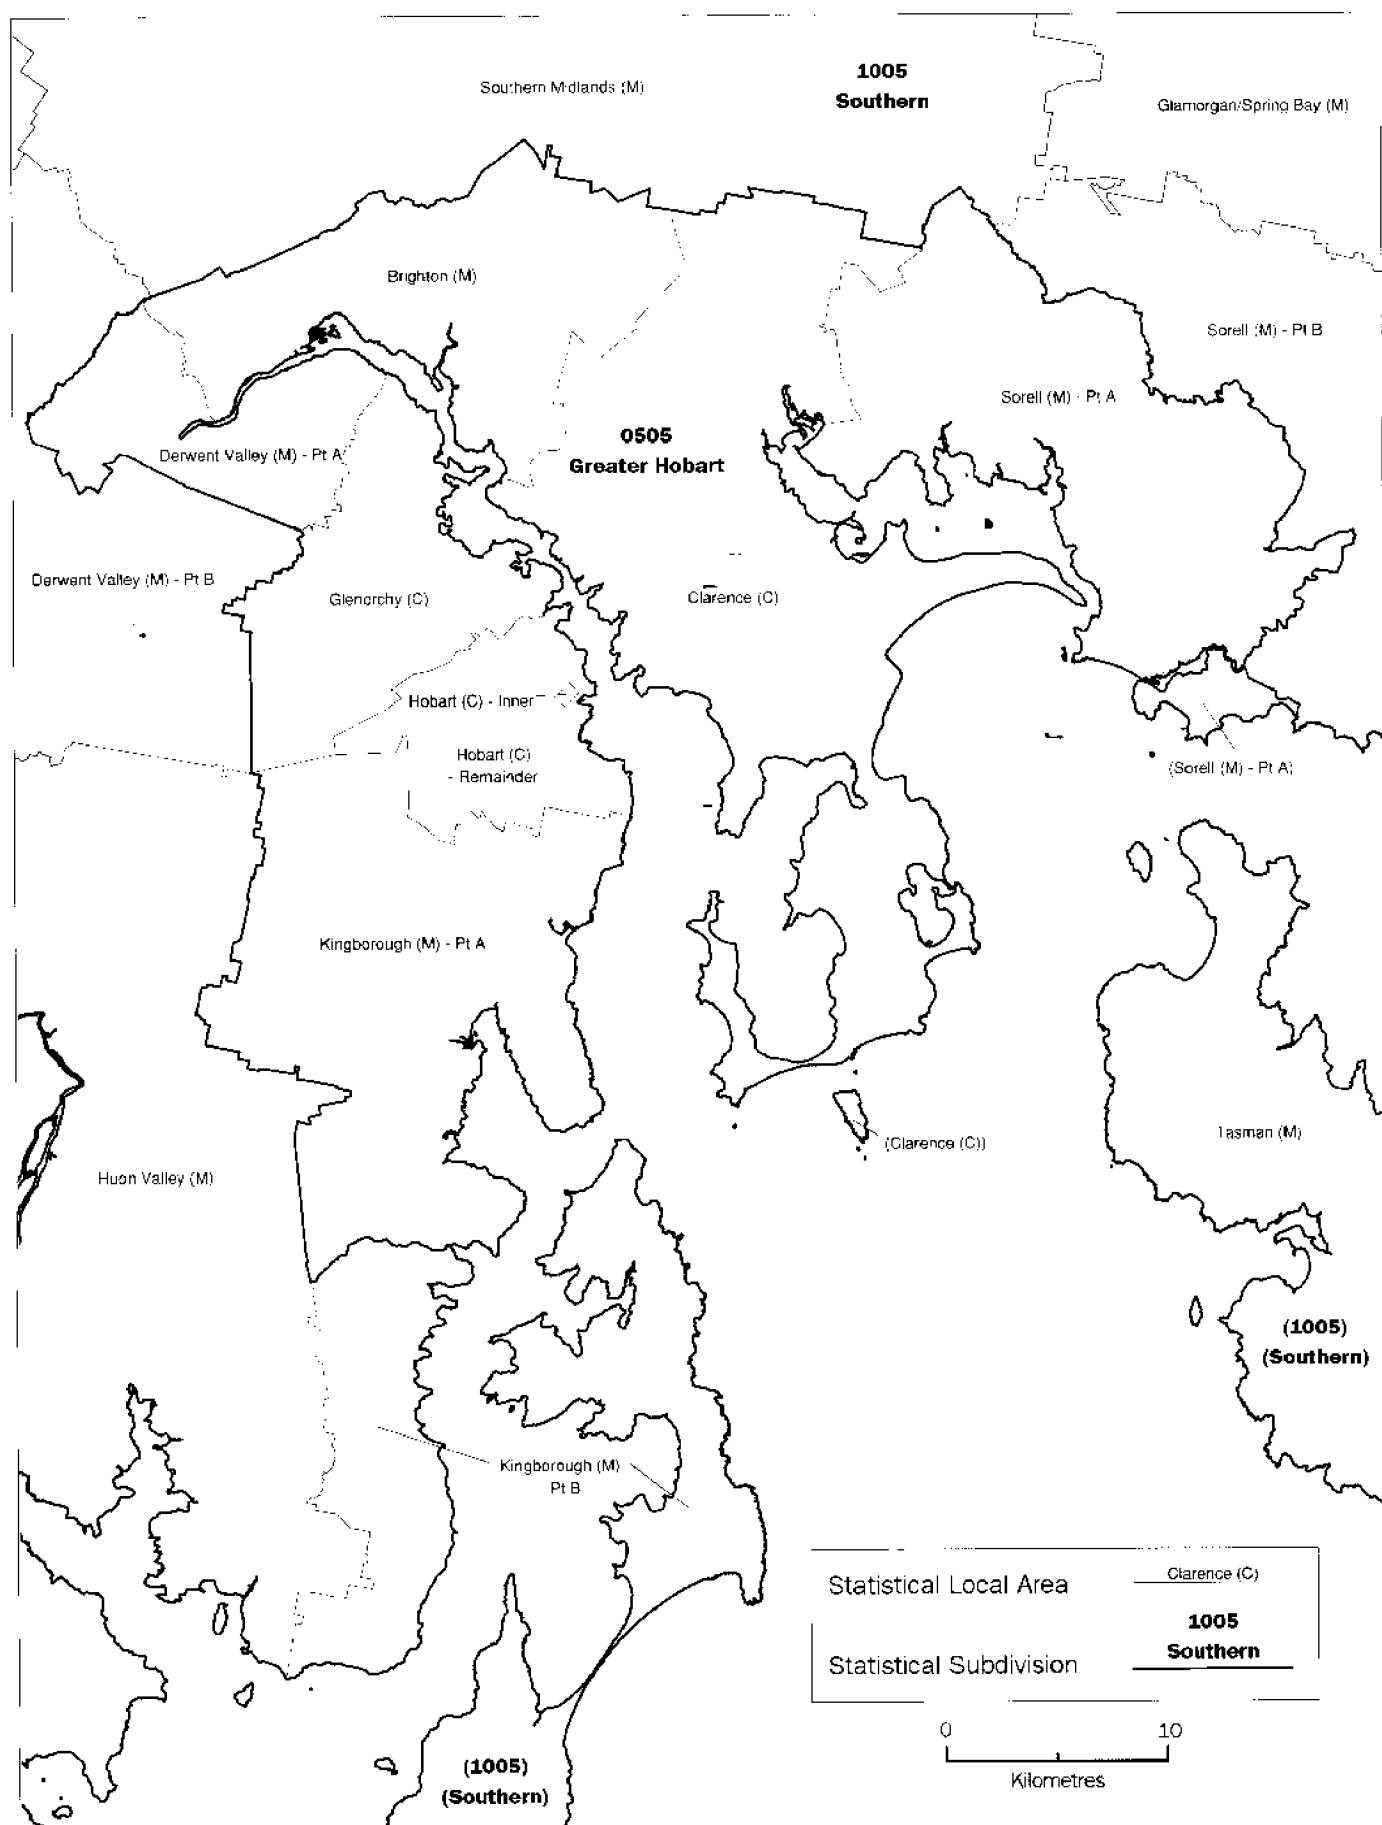 1005
Southern
Southern Midlands (M)
Glamorgan/Spring Bay (M)
Brighton (M)
Sorell (M) - Pt B
Sorell (M) - Pt A
0505
Greater Hobart
Derwent Valley (M) - Pt A
Derwent Valley (M) - Pt B
Glenorchy (C)
Clarence (C)
Hobart (C) - Inner
Hobart (C)
- Remainder
(Sorell (M) - Pt A)
Kingborough (M) - Pt A
(Clarence (C))
Tasman (M)
Huon Valley (M)
(1005)
(Southern)
Kingborough (M)
Pt B
Statistical Local Area
Clarence (C)
1005
Southern
Statistical Subdivision
0 10
Kilometres
(1005)
(Southern)